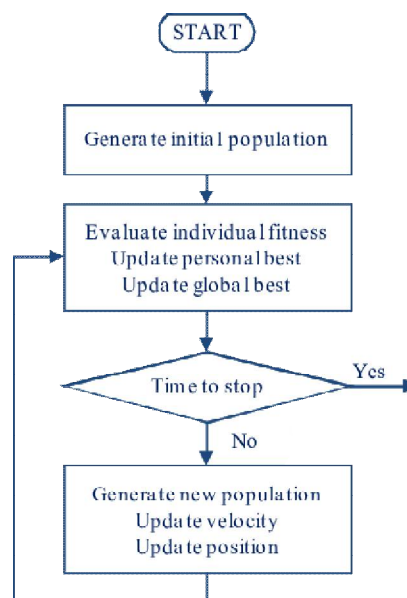 START
Generate initial population
Evaluate individual fitness
Update personal best
Update global best
Time to stop
Yes
No
Generate new population
Update velocity
Update position